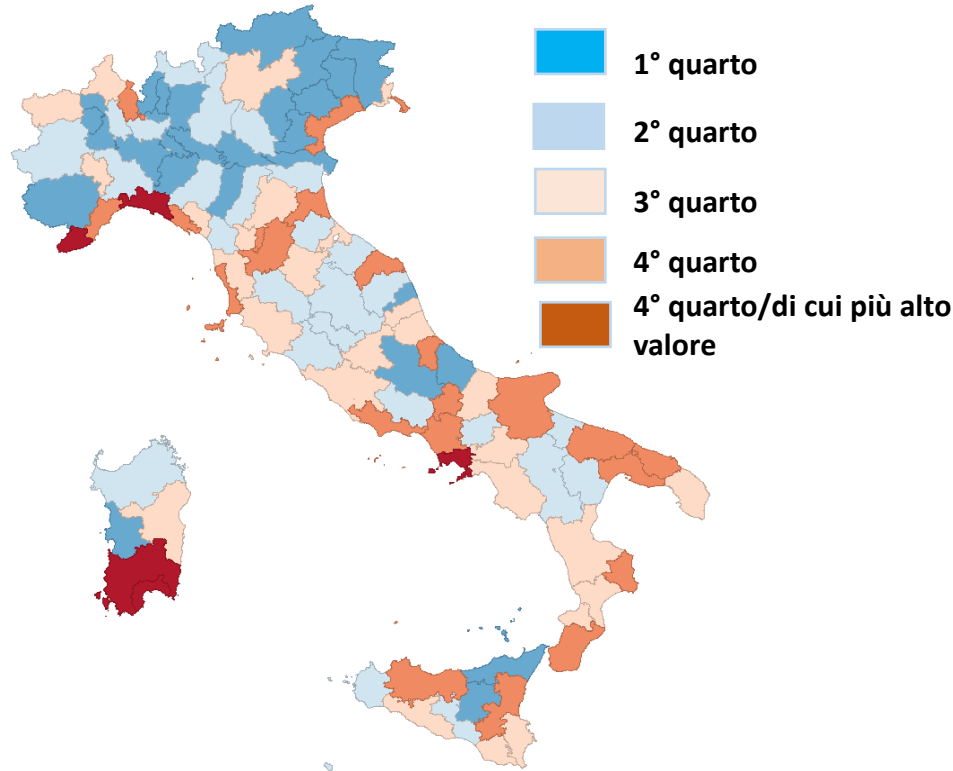 1° quarto
2° quarto
3° quarto
4° quarto
4° quarto/di cui più alto
valore